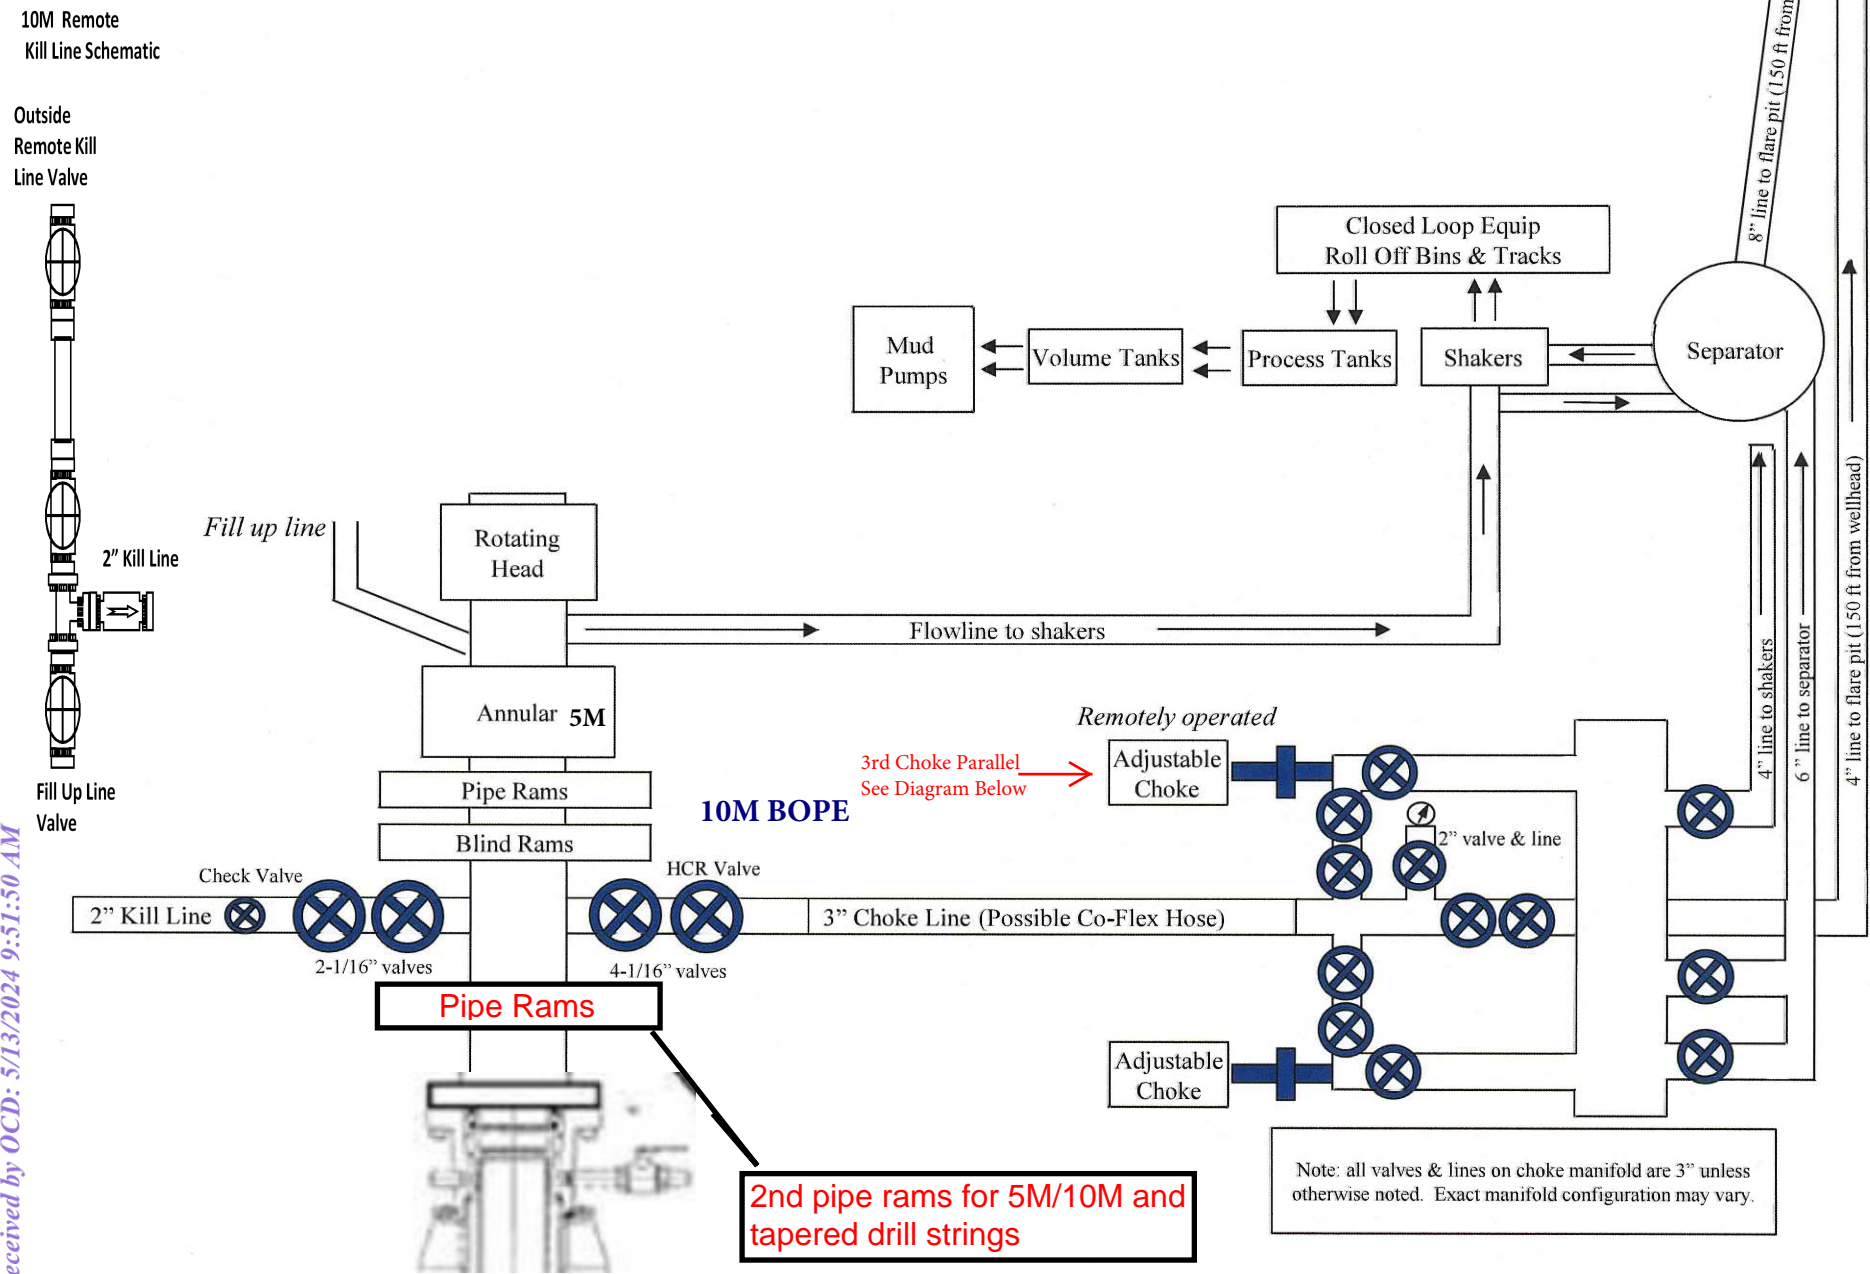 10M Remote
Kill Line Schematic
Outside
Remote Kill
Line Valve
2” Kill Line
Fill Up Line
Valve
8” line to flare pit (150 ft from
Closed Loop Equip
Roll Off Bins & Tracks
Mud
Pumps
Volume Tanks
Process Tanks
Shakers
Separator
Fill up line
Rotating
Head
Flowline to shakers
Annular 5M
Pipe Rams
Blind Rams
10M BOPE
3rd Choke Parallel
See Diagram Below
Remotely operated
Adjustable
Choke
2” valve & line
4” line to shakers
6 ” line to separator
4” line to flare pit (150 ft from wellhead)
Check Valve
HCR Valve
2” Kill Line
3” Choke Line (Possible Co-Flex Hose)
2-1/16” valves
4-1/16” valves
Pipe Rams
Adjustable
Choke
2nd pipe rams for 5M/10M and
tapered drill strings
Note: all valves & lines on choke manifold are 3” unless
otherwise noted. Exact manifold configuration may vary.
eceived by OCD: 5/13/2024 9:51:50 AM